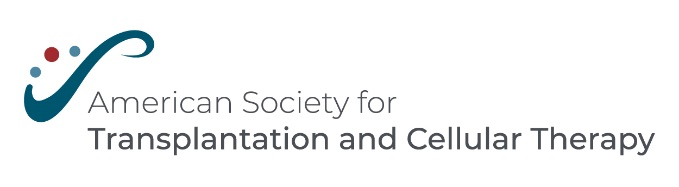 American Society for
Transplantation and Cellular Therapy